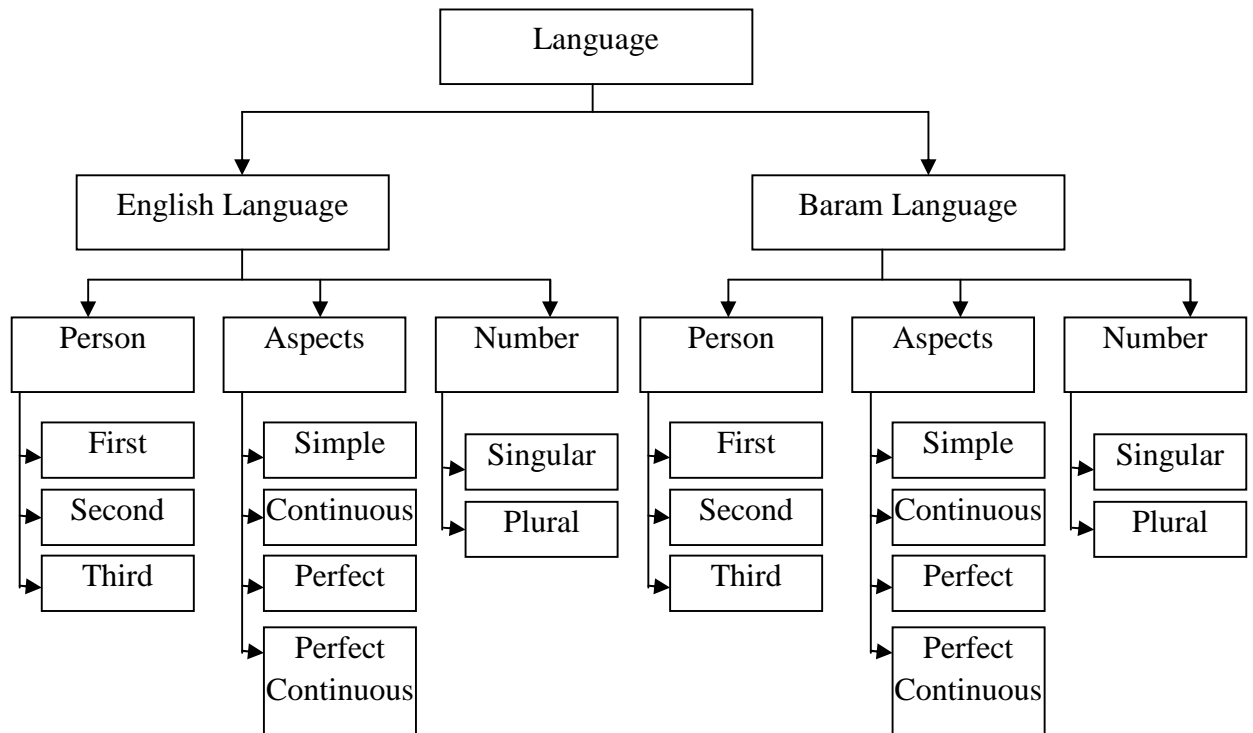 Language
English Language
Baram Language
Person
Aspects
Number
Person
Aspects
Number
First
Second
Third
Simple
Continuous
Perfect
Perfect
Continuous
Singular
Plural
First
Second
Third
Simple
Continuous
Perfect
Perfect
Continuous
Singular
Plural